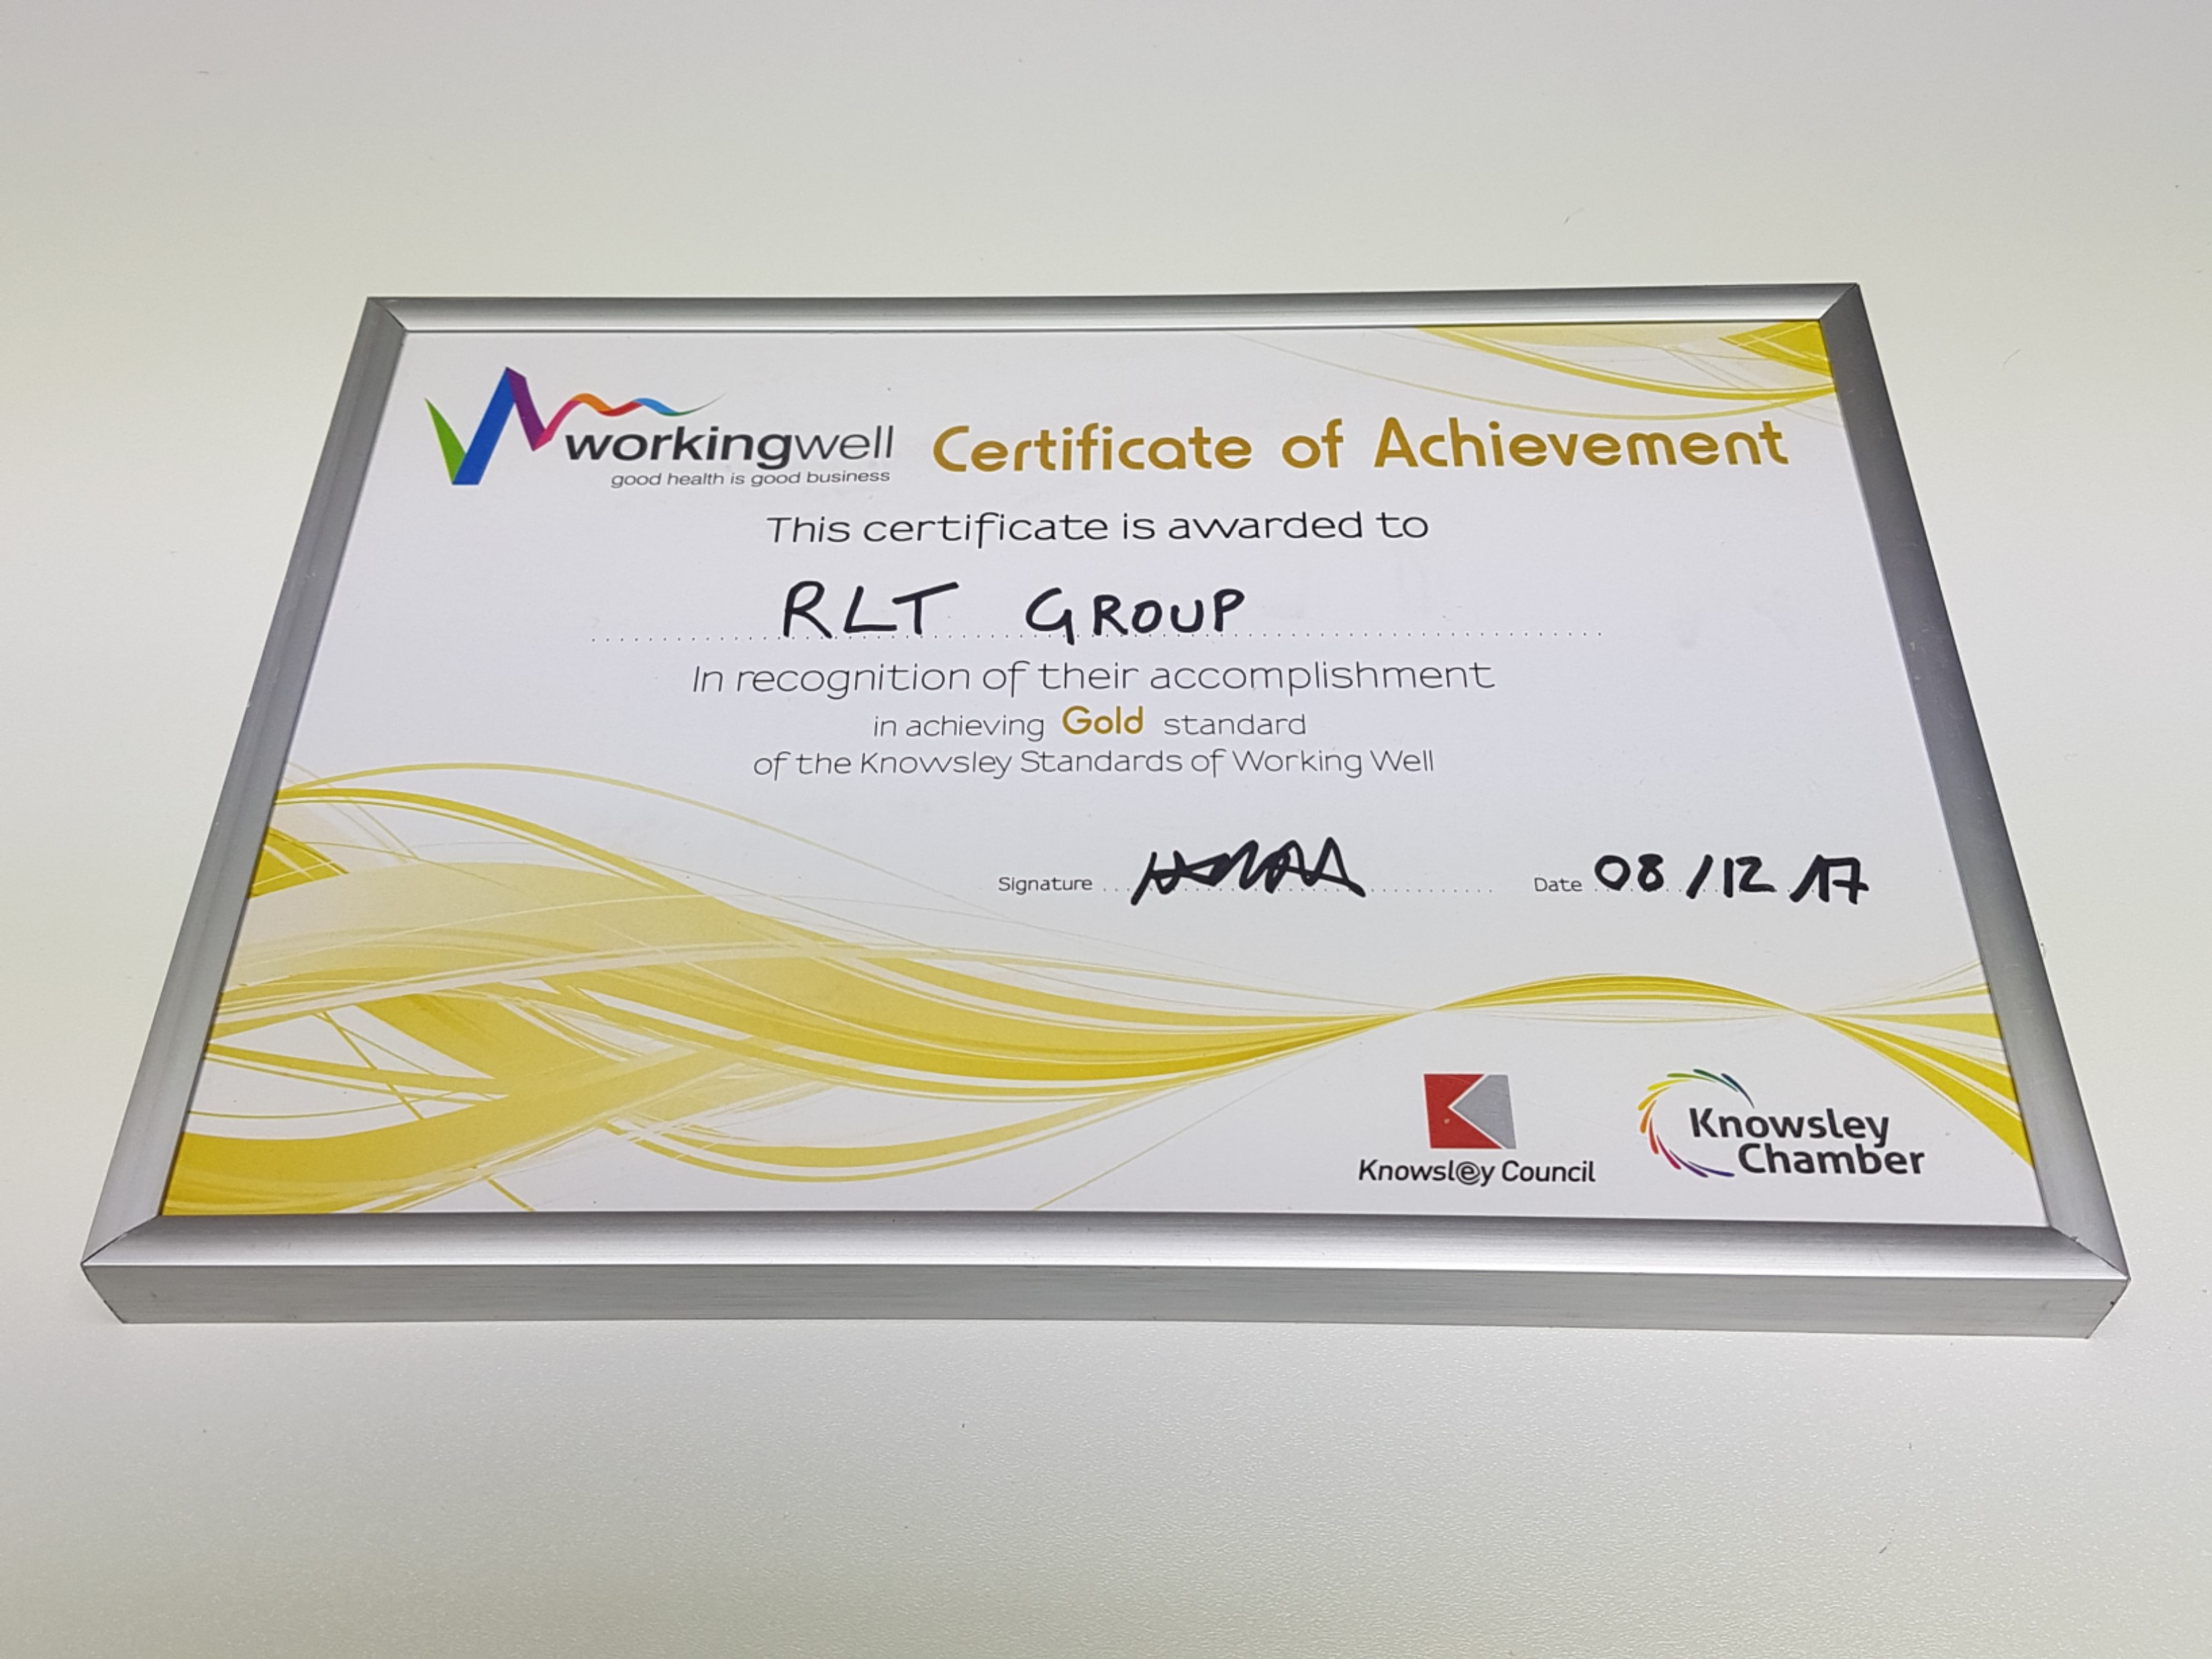 workingwell
good health is good business
Certificate of Achievement
This certificate is awarded to
RLT GROUP
In recognition of their accomplishment
in achieving Gold standard
of the Knowsley Standards of Working Well
Signature
Date 08/12/17
Knowsley Council
Knowsley
Chamber